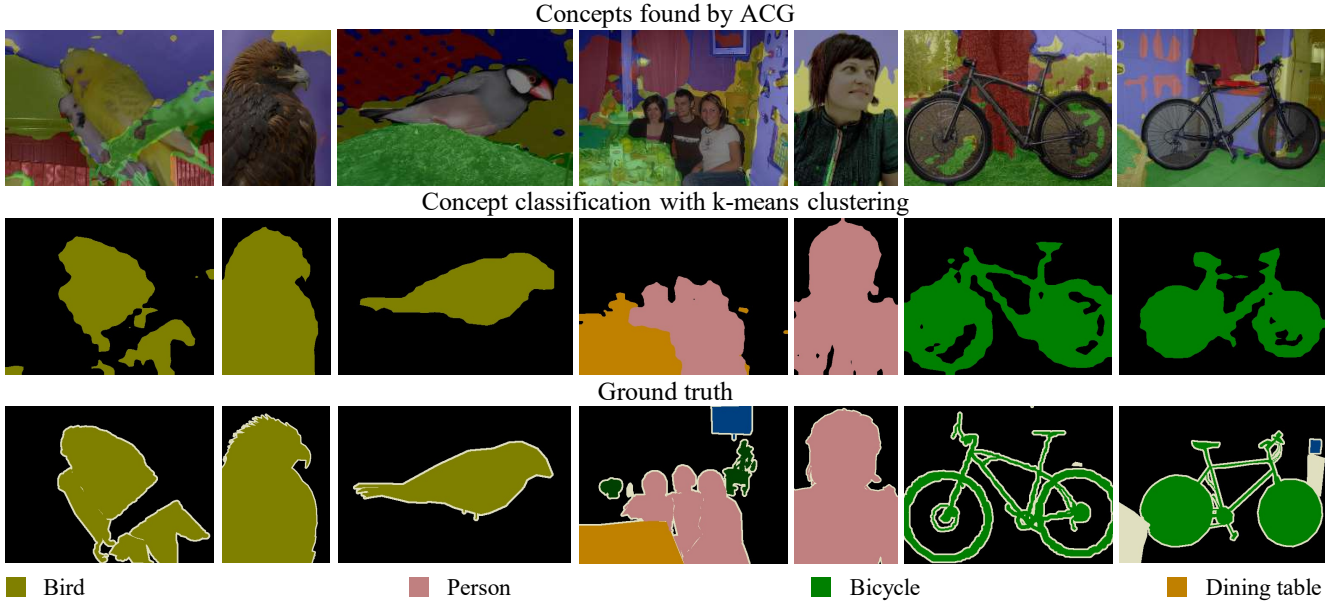 Concepts found by ACG
Concept classification with k-means clustering
Ground truth
Bird Person Bicycle Dining table